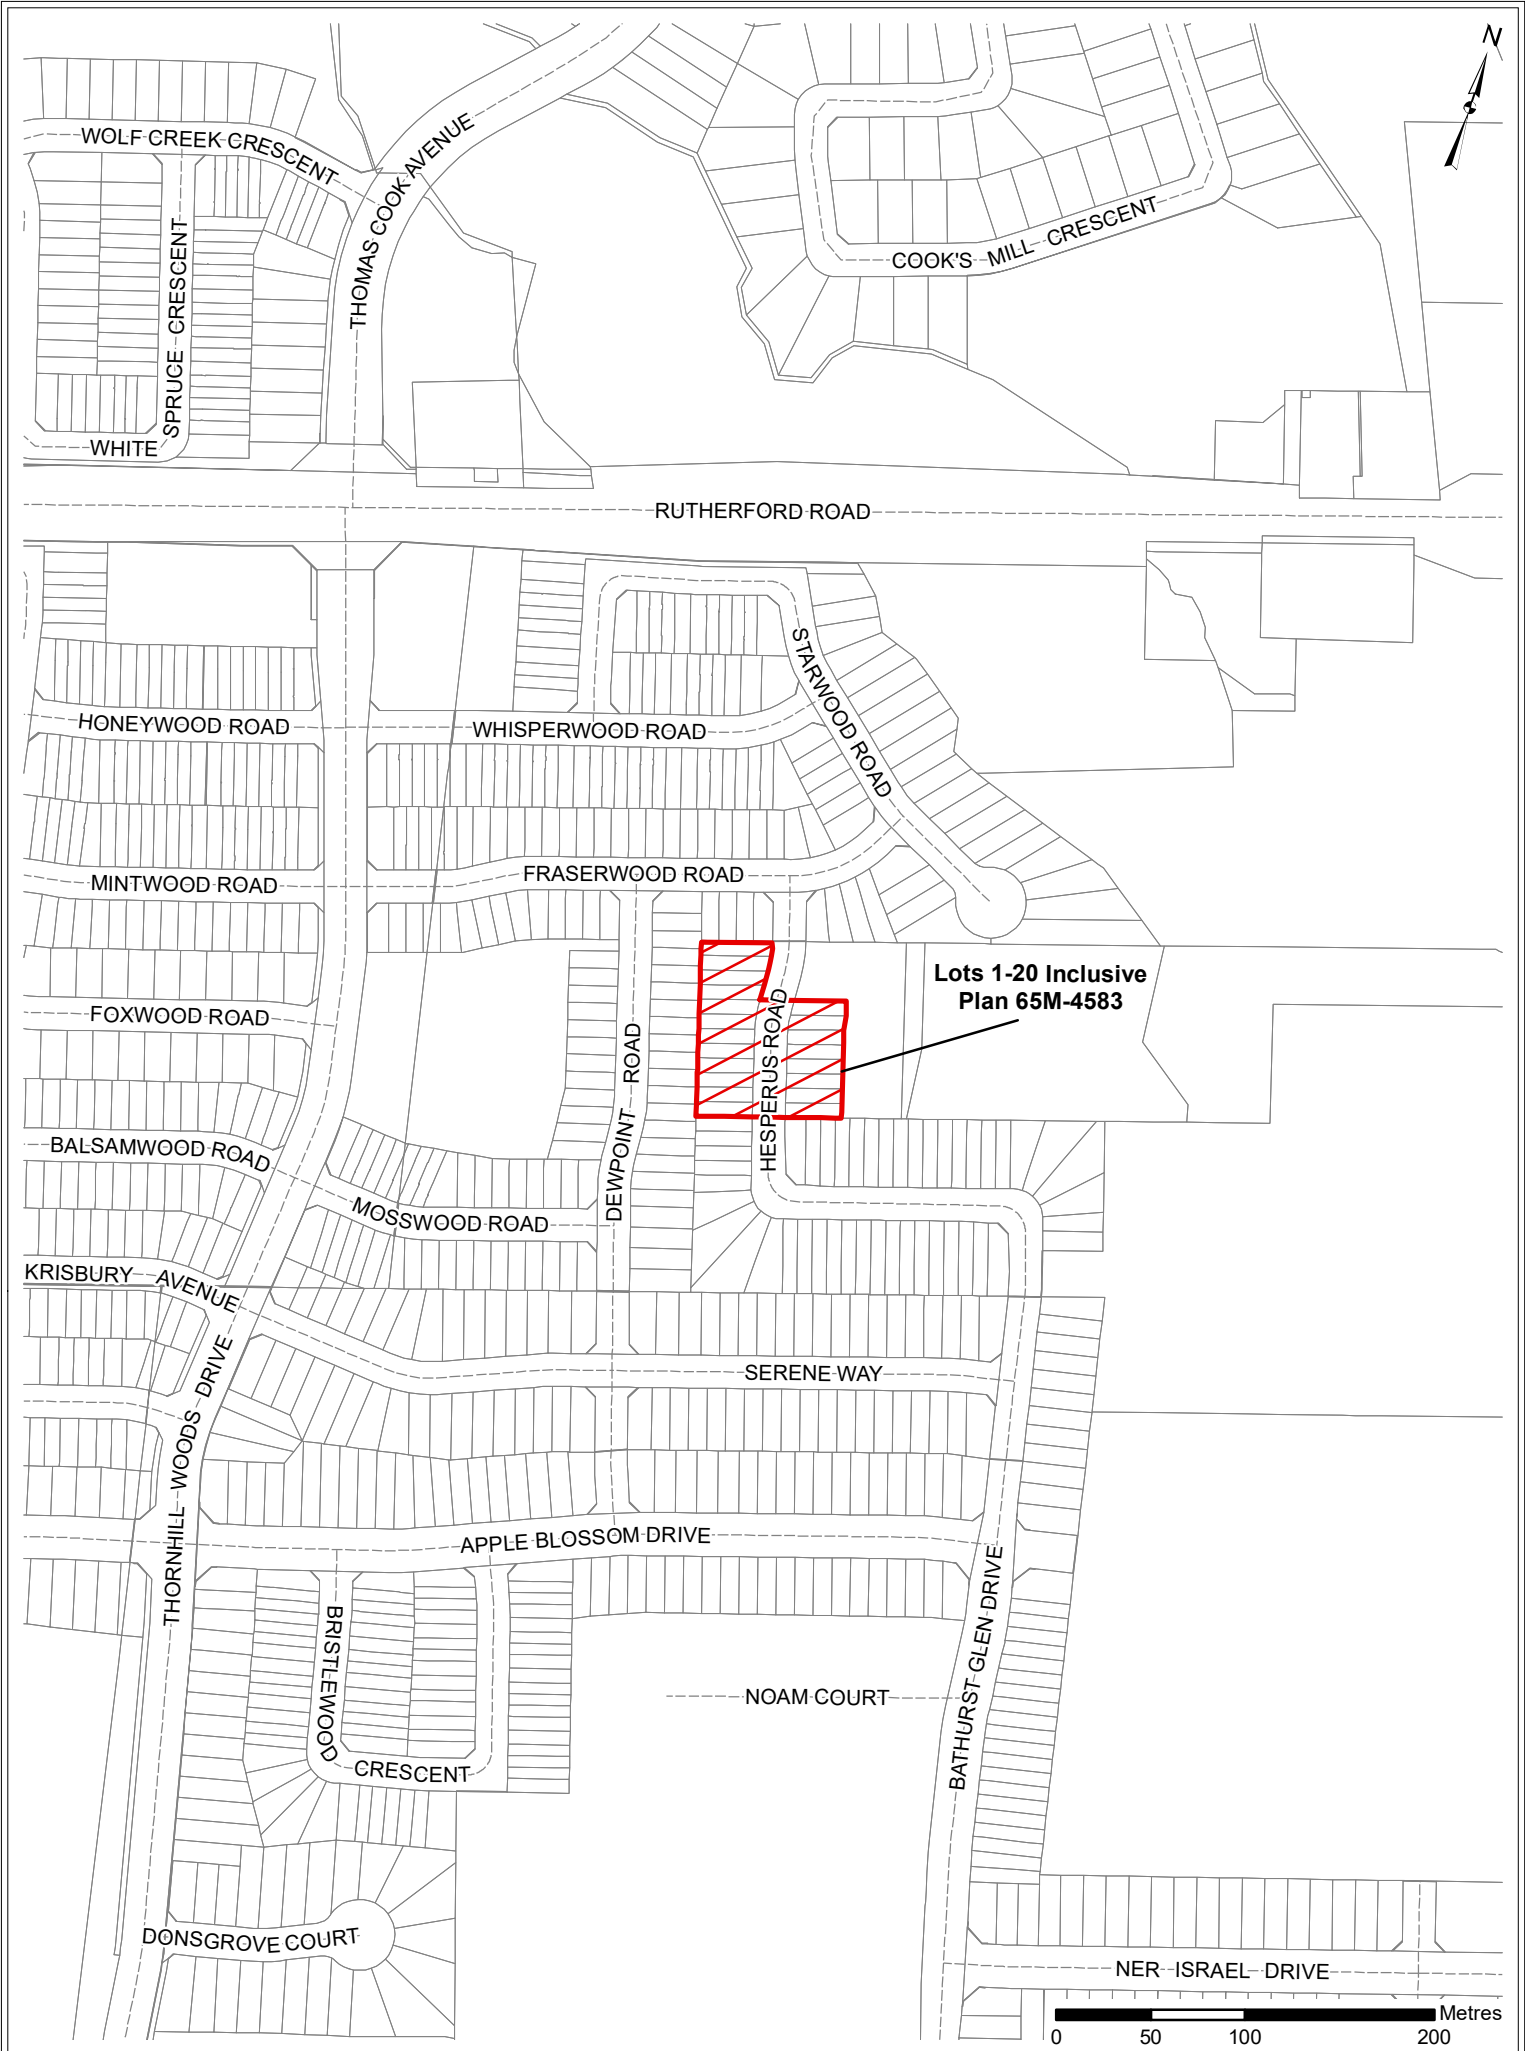 N
WOLF CREEK CRESCENT
THOMAS COOK AVENUE
SPRUCE CRESCENT
WHITE
COOK'S MILL CRESCENT
RUTHERFORD ROAD
STARWOOD ROAD
HONEYWOOD ROAD
WHISPERWOOD ROAD
MINTWOOD ROAD
FRASERWOOD ROAD
Lots 1-20 Inclusive
Plan 65M-4583
FOXWOOD ROAD
DEWPOINT ROAD
HESPERUS ROAD
BALSAMWOOD ROAD
MOSSWOOD ROAD
KRISBURY AVENUE
SERENE WAY
THORNHILL WOODS DRIVE
APPLE BLOSSOM DRIVE
BRISTLEWOOD
CRESCENT
NOAM COURT
BATHURST GLEN DRIVE
DONSGROVE COURT
NER ISRAEL DRIVE
Metres
0 50 100 200